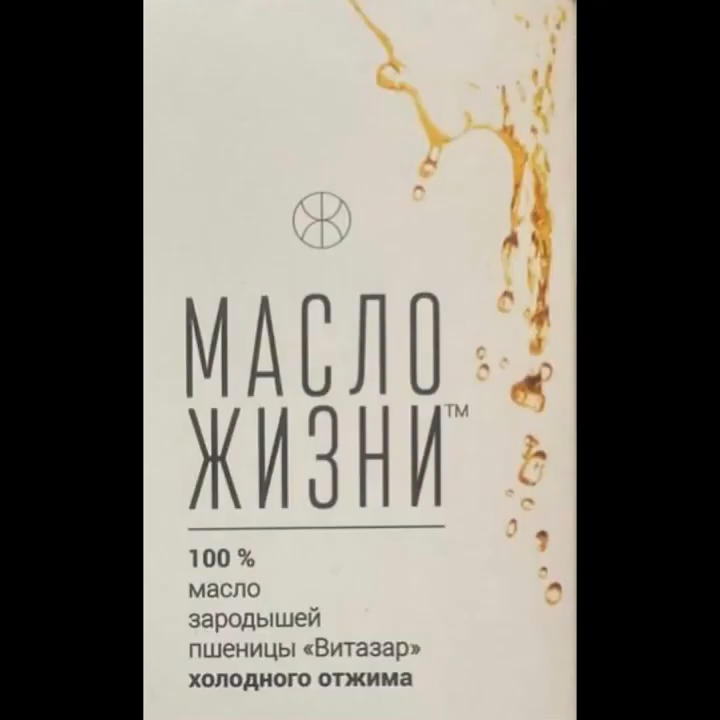 МАСЛО
ЖИЗНИ™
100 %
масло
зародышей
пшеницы «Витазар»
холодного отжима